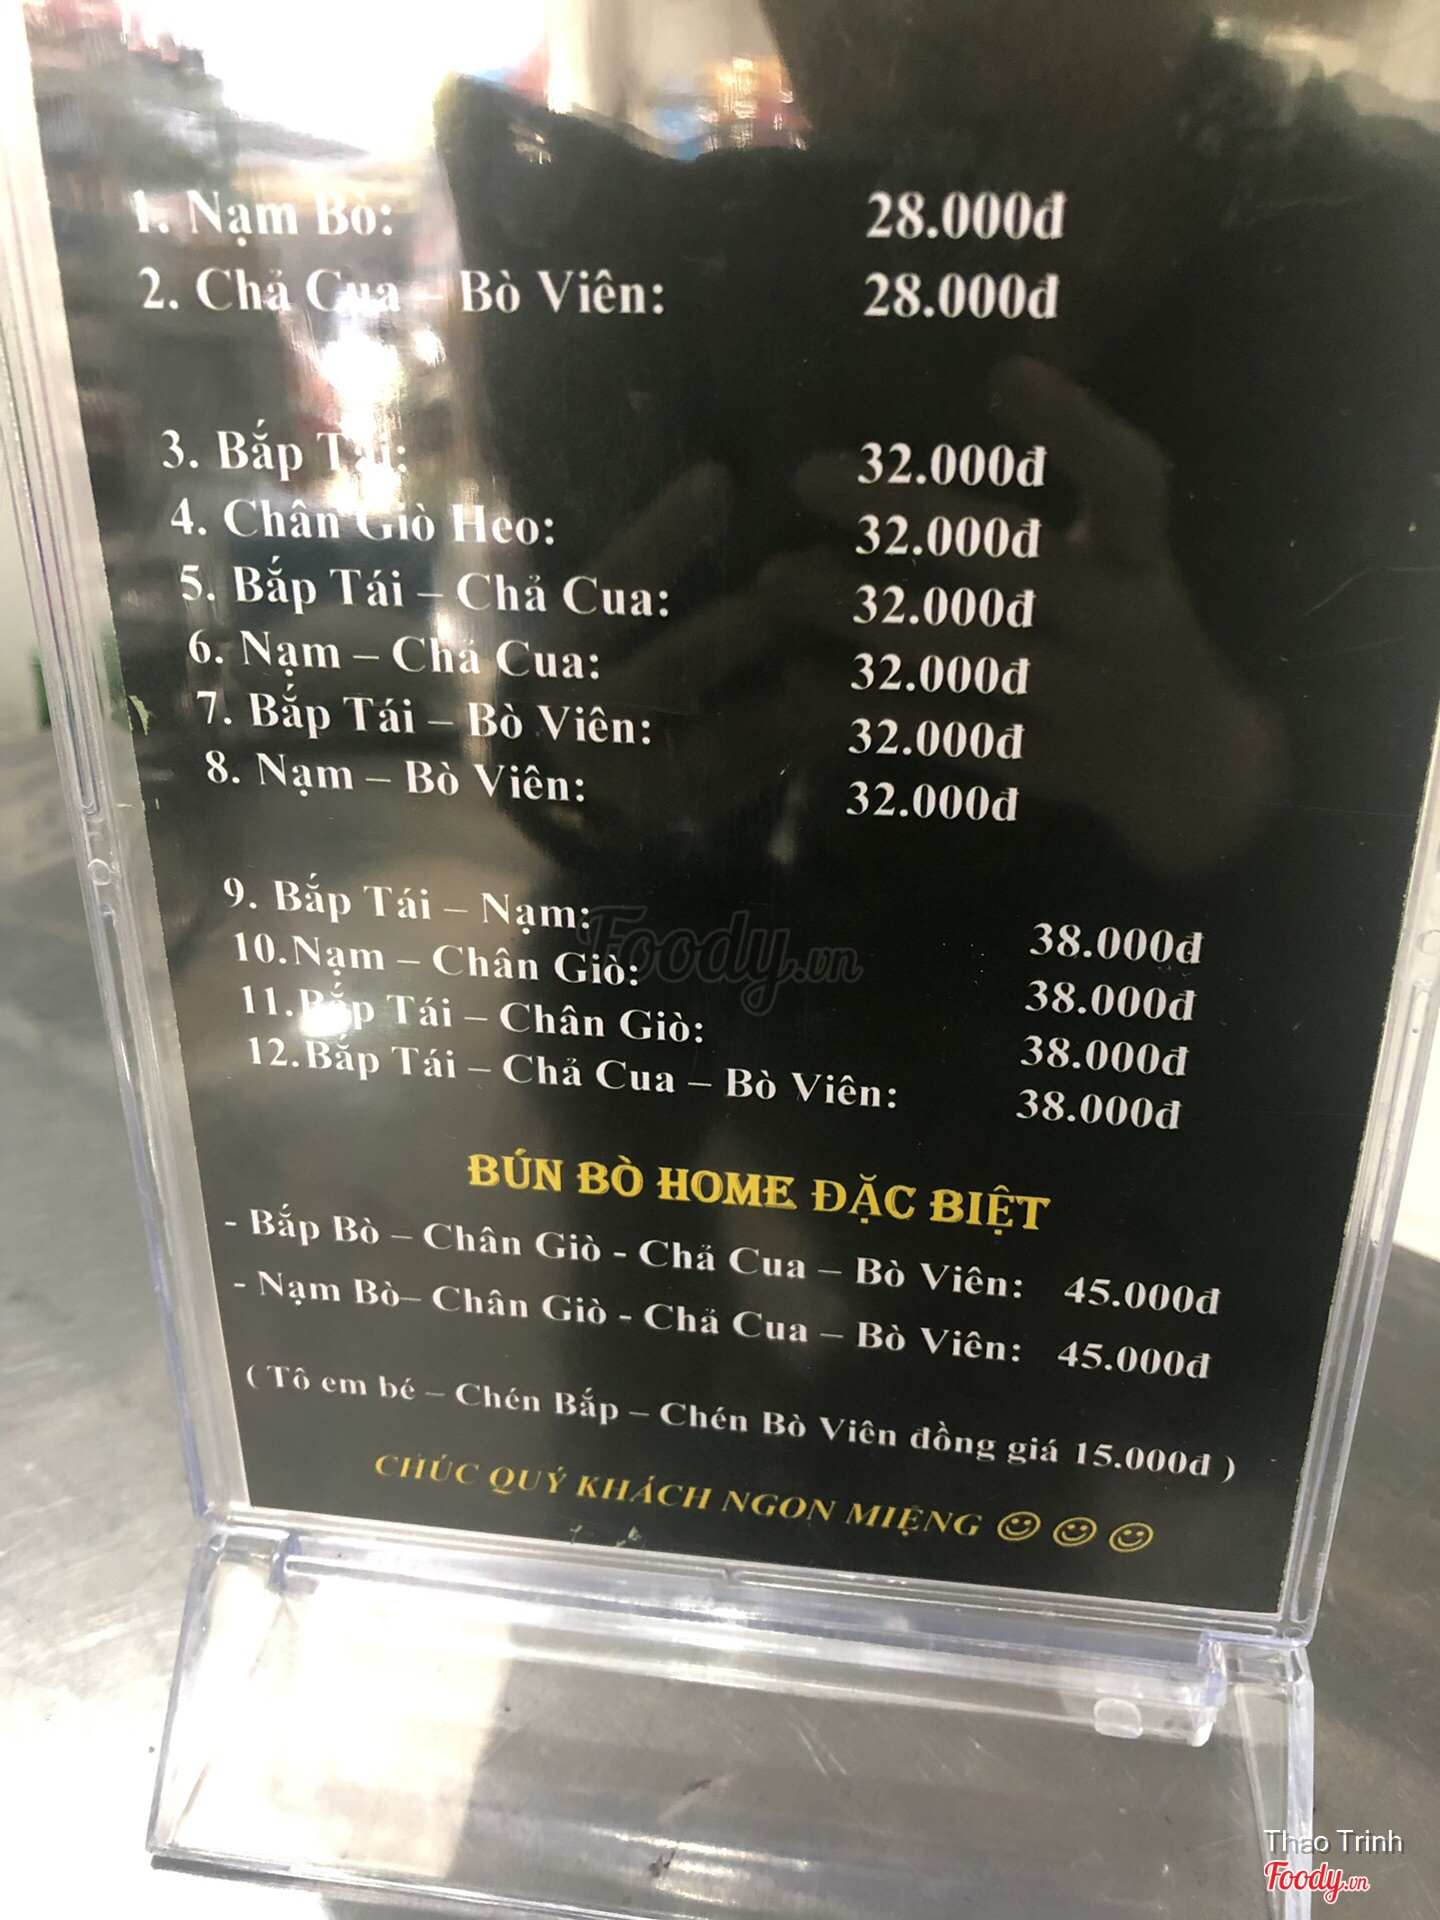 1. Nạm Bò: 28.000đ
2. Chả Cua – Bò Viên: 28.000đ
3. Bắp Tái: 32.000đ
4. Chân Giò Heo: 32.000đ
5. Bắp Tái – Chả Cua: 32.000đ
6. Nạm – Chả Cua: 32.000đ
7. Bắp Tái – Bò Viên: 32.000đ
8. Nạm – Bò Viên: 32.000đ
9. Bắp Tái – Nạm: 38.000đ
10.Nạm – Chân Giò: 38.000đ
11.Bắp Tái – Chân Giò: 38.000đ
12.Bắp Tái – Chả Cua – Bò Viên: 38.000đ
BÚN BÒ HOME ĐẶC BIỆT
- Bắp Bò – Chân Giò - Chả Cua – Bò Viên: 45.000đ
- Nạm Bò– Chân Giò - Chả Cua – Bò Viên: 45.000đ
( Tô em bé – Chén Bắp – Chén Bò Viên đồng giá 15.000đ )
CHÚC QUÝ KHÁCH NGON MIỆNG ☺ ☺ ☺
Foody.vn
Thao Trinh
Foody.vn